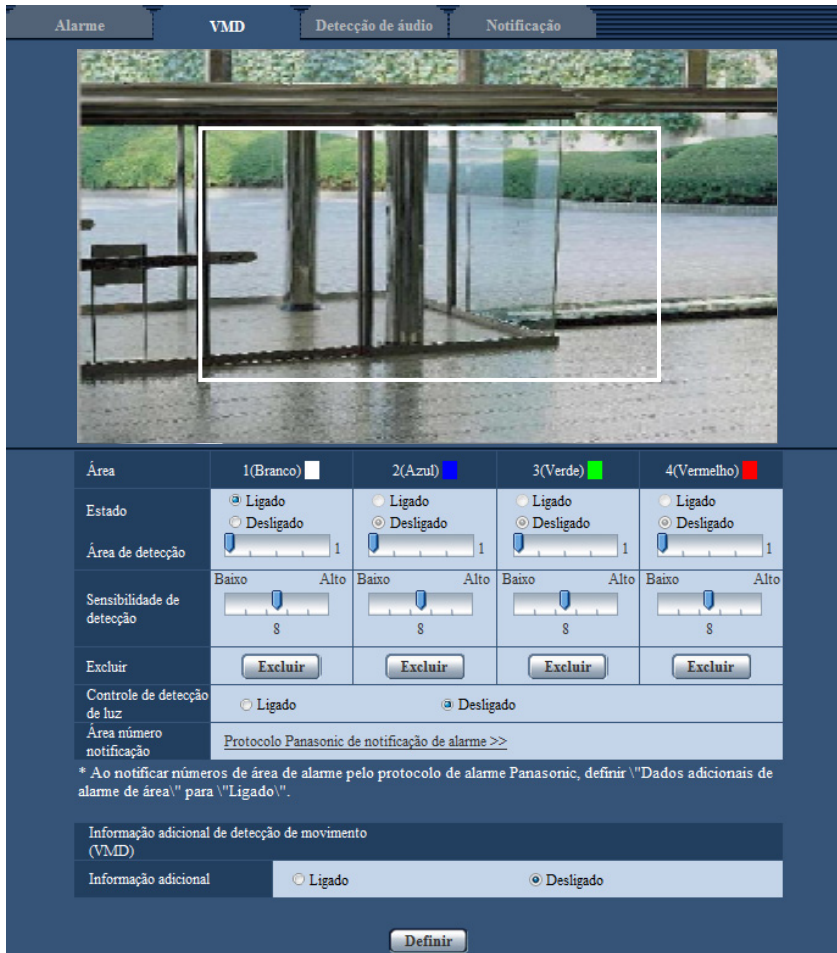 Alarme VMD Detecção de áudio Notificação
Área 1(Branco) 2(Azul) 3(Verde) 4(Vermelho)
Estado Ligado Ligado Ligado Ligado
Desligado Desligado Desligado Desligado
Área de detecção 1 1 1 1
Sensibilidade de detecção Baixo Alto Baixo Alto Baixo Alto Baixo Alto
8 8 8 8
Excluir Excluir Excluir Excluir Excluir
Controle de detecção
de luz Ligado Desligado
Área número
notificação Protocolo Panasonic de notificação de alarme >>
* Ao notificar números de área de alarme pelo protocolo de alarme Panasonic, definir \"Dados adicionais de
alarme de área\" para \"Ligado\".
Informação adicional de detecção de movimento
(VMD)
Informação adicional Ligado Desligado
Definir